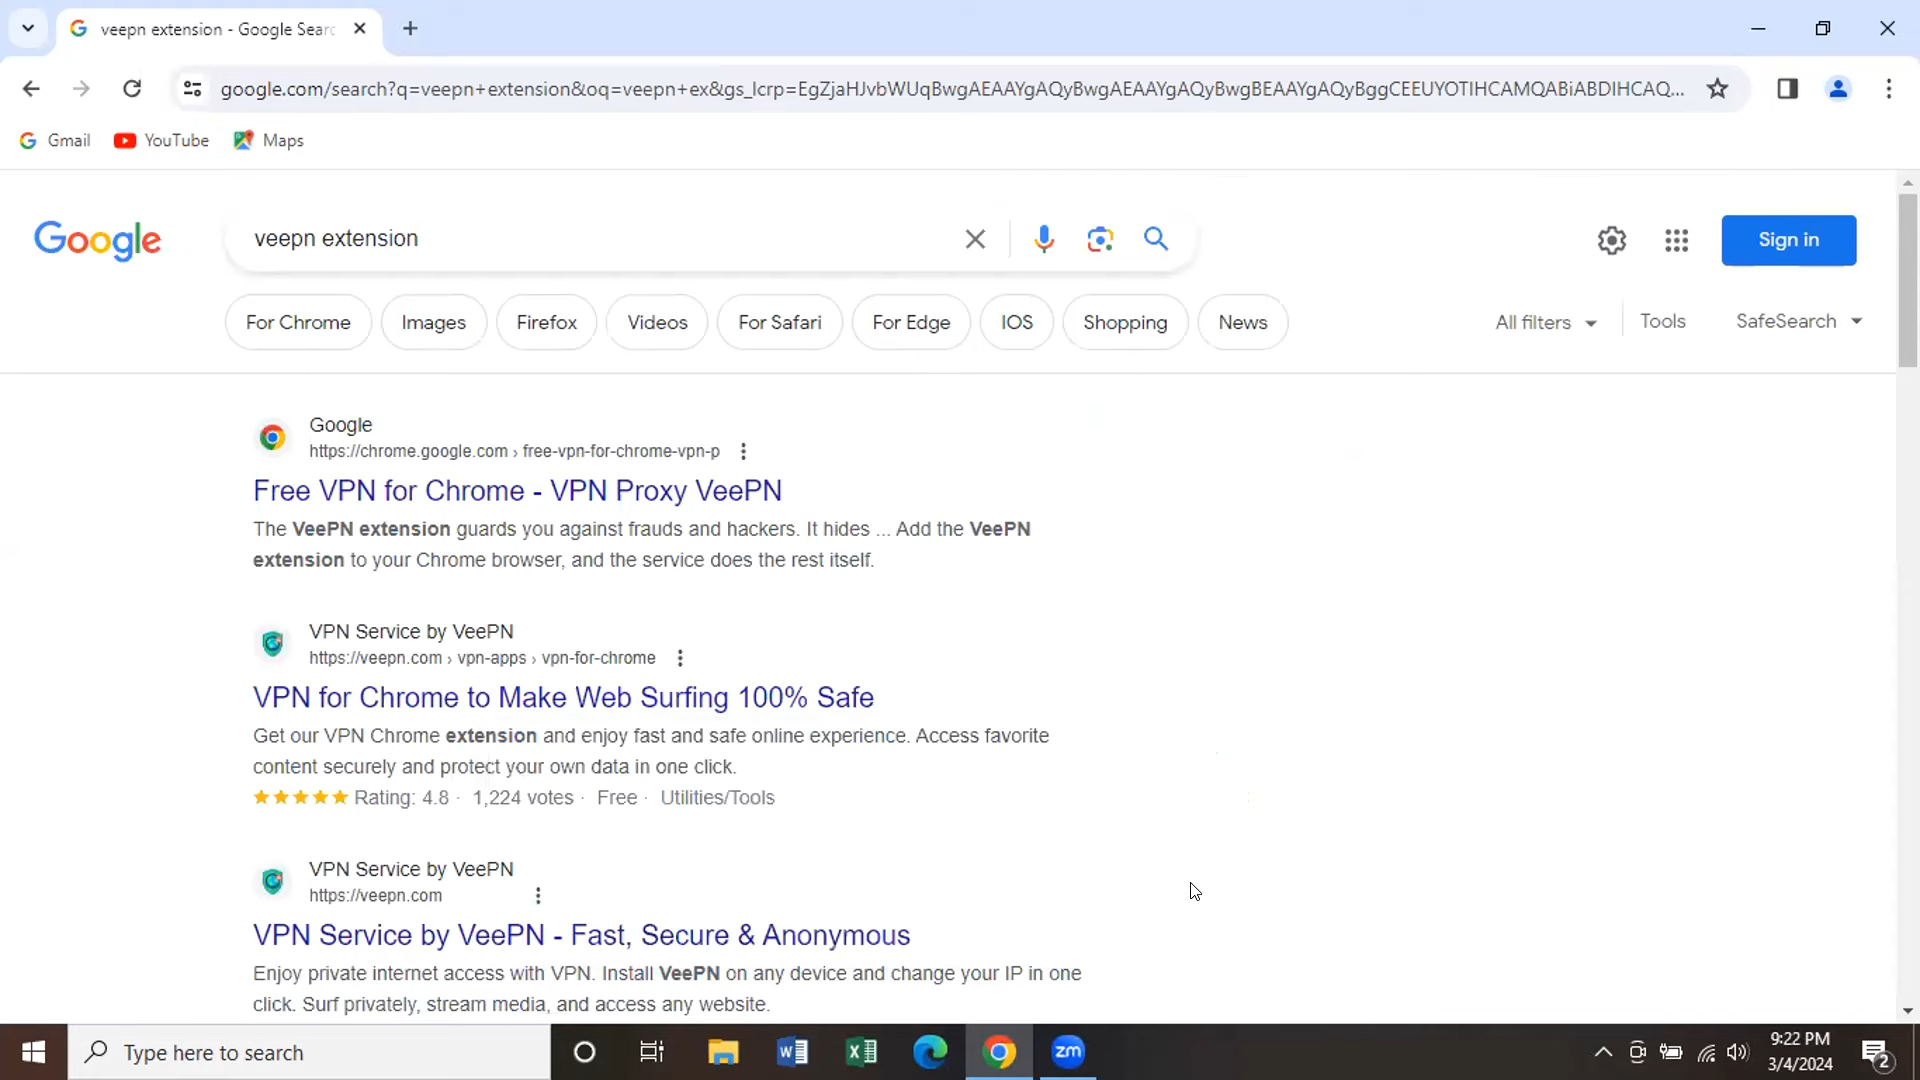 veepn extension - Google Sear
google.com/search?q=veepn+extension&oq=veepn+ex&gs_lcrp=EgZjaHJvbWUqBwgAEAAYgAQyBwgAEAAYgAQyBwgBEAAYgAQyBggCEEUYOTIHCAMQABiABDIHCAQ...
Gmail YouTube Maps
Google veepn extension Sign in
For Chrome Images Firefox Videos For Safari For Edge IOS Shopping News All filters Tools SafeSearch
Google
https://chrome.google.com › free-vpn-for-chrome-vpn-p
Free VPN for Chrome - VPN Proxy VeePN
The VeePN extension guards you against frauds and hackers. It hides ... Add the VeePN
extension to your Chrome browser, and the service does the rest itself.
VPN Service by VeePN
https://veepn.com › vpn-apps › vpn-for-chrome
VPN for Chrome to Make Web Surfing 100% Safe
Get our VPN Chrome extension and enjoy fast and safe online experience. Access favorite
content securely and protect your own data in one click.
Rating: 4.8 · 1,224 votes · Free · Utilities/Tools
VPN Service by VeePN
https://veepn.com
VPN Service by VeePN - Fast, Secure & Anonymous
Enjoy private internet access with VPN. Install VeePN on any device and change your IP in one
click. Surf privately, stream media, and access any website.
Type here to search
zm
9:22 PM
3/4/2024
2